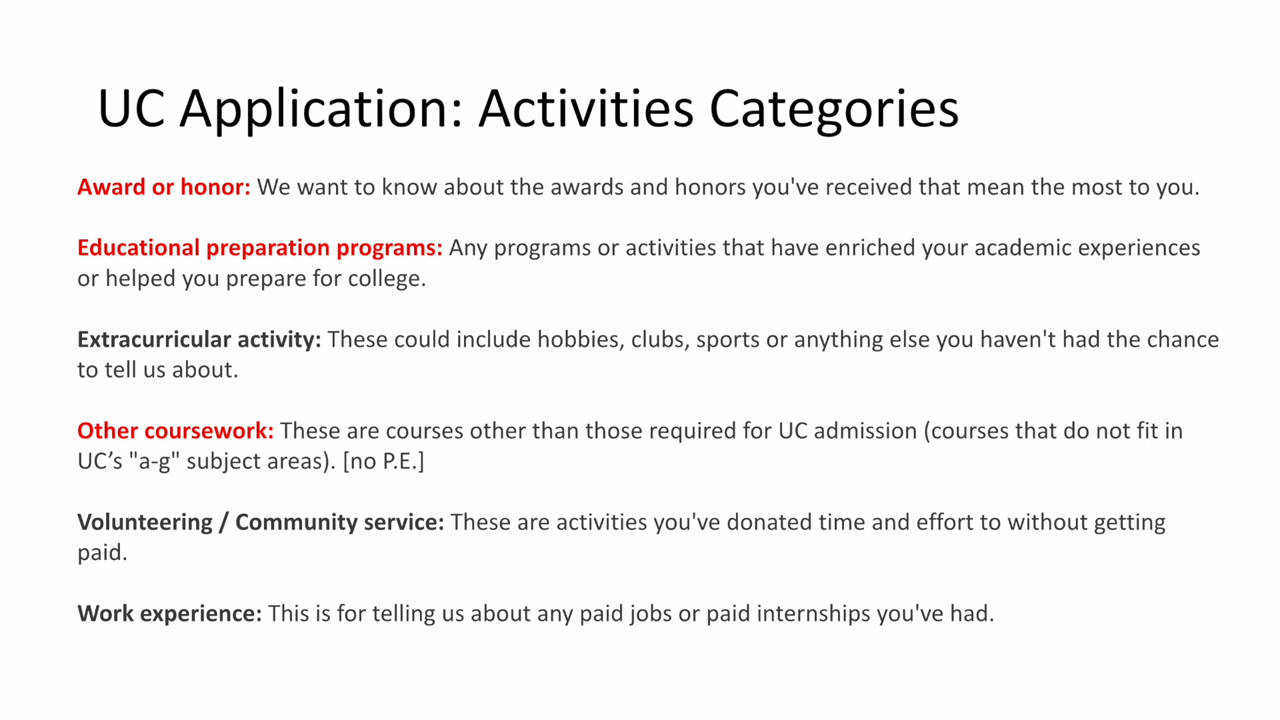 UC Application: Activities Categories
Award or honor: We want to know about the awards and honors you've received that mean the most to you.
Educational preparation programs: Any programs or activities that have enriched your academic experiences
or helped you prepare for college.
Extracurricular activity: These could include hobbies, clubs, sports or anything else you haven't had the chance
to tell us about.
Other coursework: These are courses other than those required for UC admission (courses that do not fit in
UC’s "a-g" subject areas). [no P.E.]
Volunteering / Community service: These are activities you've donated time and effort to without getting
paid.
Work experience: This is for telling us about any paid jobs or paid internships you've had.